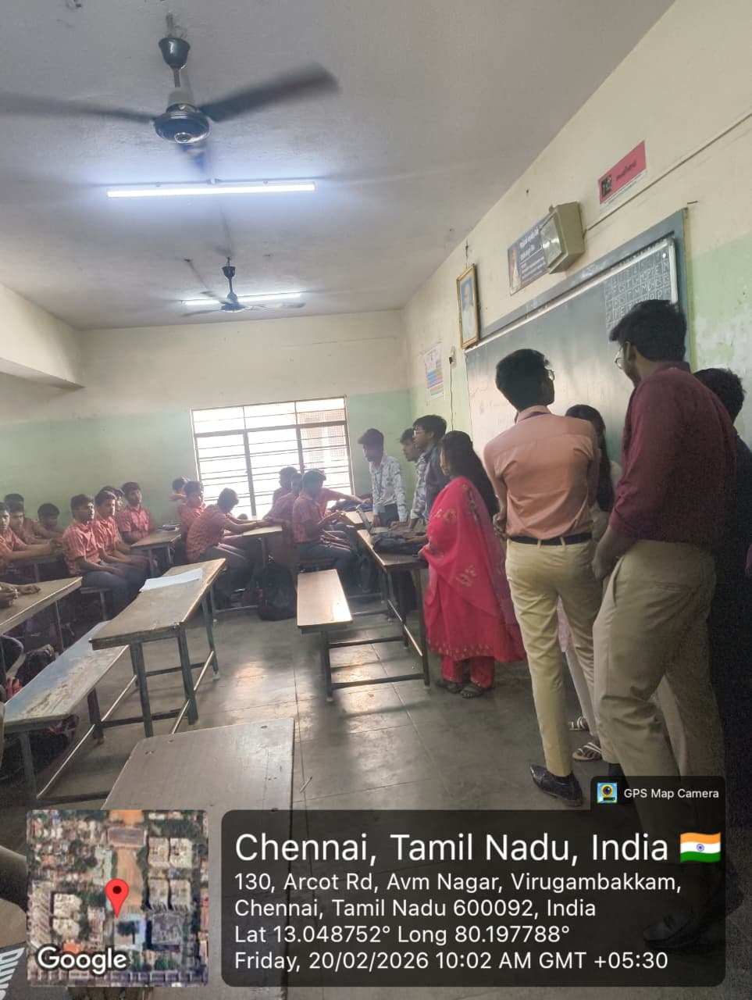 GPS Map Camera
Chennai, Tamil Nadu, India
130, Arcot Rd, Avm Nagar, Virugambakkam,
Chennai, Tamil Nadu 600092, India
Lat 13.048752° Long 80.197788°
Friday, 20/02/2026 10:02 AM GMT +05:30
Google